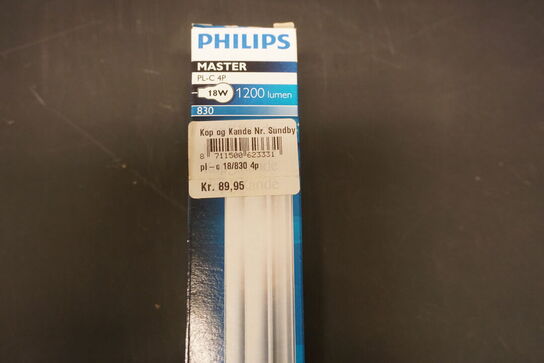 PHILIPS
MASTER
PL-C 4P
18W 1200 lumen
830
Kop og Kande Nr. Sundby
8 711500 623331
pl-c 18/830 4p
Kr. 89,95